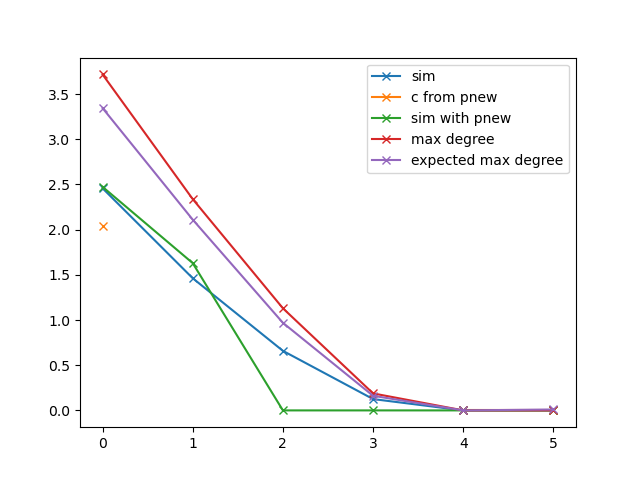 sim
c from pnew
sim with pnew
max degree
expected max degree
3.5
3.0
2.5
2.0
1.5
1.0
0.5
0.0
0 1 2 3 4 5